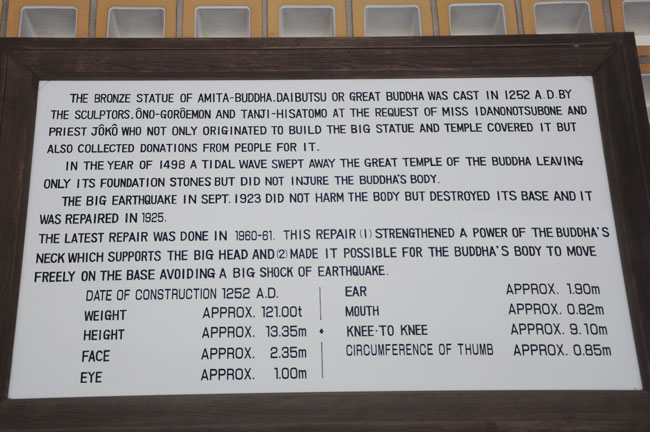 THE BRONZE STATUE OF AMITA-BUDDHA,DAIBUTSU OR GREAT BUDDHA WAS CAST IN 1252 A.D.BY
THE SCULPTORS,ÔNO-GORÔEMON AND TANJI-HISATOMO AT THE REQUEST OF MISS IDANONOTSUBONE AND
PRIEST JÔKÔ WHO NOT ONLY ORIGINATED TO BUILD THE BIG STATUE AND TEMPLE COVERED IT BUT
ALSO COLLECTED DONATIONS FROM PEOPLE FOR IT.
IN THE YEAR OF 1498 A TIDAL WAVE SWEPT AWAY THE GREAT TEMPLE OF THE BUDDHA LEAVING
ONLY ITS FOUNDATION STONES BUT DID NOT INJURE THE BUDDHA'S BODY.
THE BIG EARTHQUAKE IN SEPT. 1923 DID NOT HARM THE BODY BUT DESTROYED ITS BASE AND IT
WAS REPAIRED IN 1925.
THE LATEST REPAIR WAS DONE IN 1960-61. THIS REPAIR (1) STRENGTHENED A POWER OF THE BUDDHA'S
NECK WHICH SUPPORTS THE BIG HEAD AND(2)MADE IT POSSIBLE FOR THE BUDDHA'S BODY TO MOVE
FREELY ON THE BASE AVOIDING A BIG SHOCK OF EARTHQUAKE.
DATE OF CONSTRUCTION 1252 A.D.
WEIGHT APPROX. 121.00t
HEIGHT APPROX. 13.35m
FACE APPROX. 2.35m
EYE APPROX. 1.00m
EAR APPROX. 1.90m
MOUTH APPROX. 0.82m
KNEE-TO KNEE APPROX. 9.10m
CIRCUMFERENCE OF THUMB APPROX. 0.85m